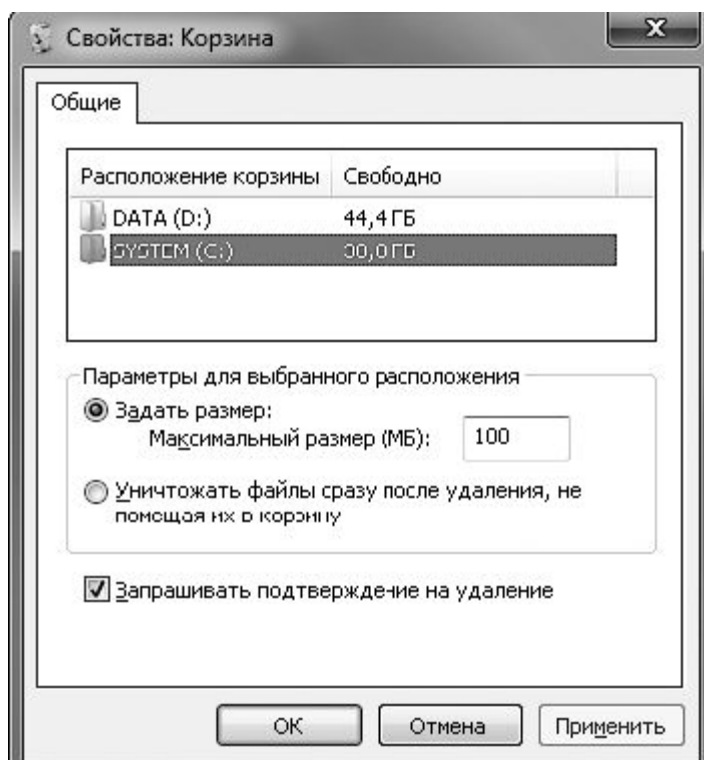 Свойства: Корзина
Общие
Расположение корзины Свободно
DATA (D:) 44,4 ГБ
SYSTEM (C:) ГБ
Параметры для выбранного расположения
Задать размер:
Максимальный размер (МБ): 100
Уничтожать файлы сразу после удаления, не
помещая их в корзину
Запрашивать подтверждение на удаление
ОК Отмена Применить